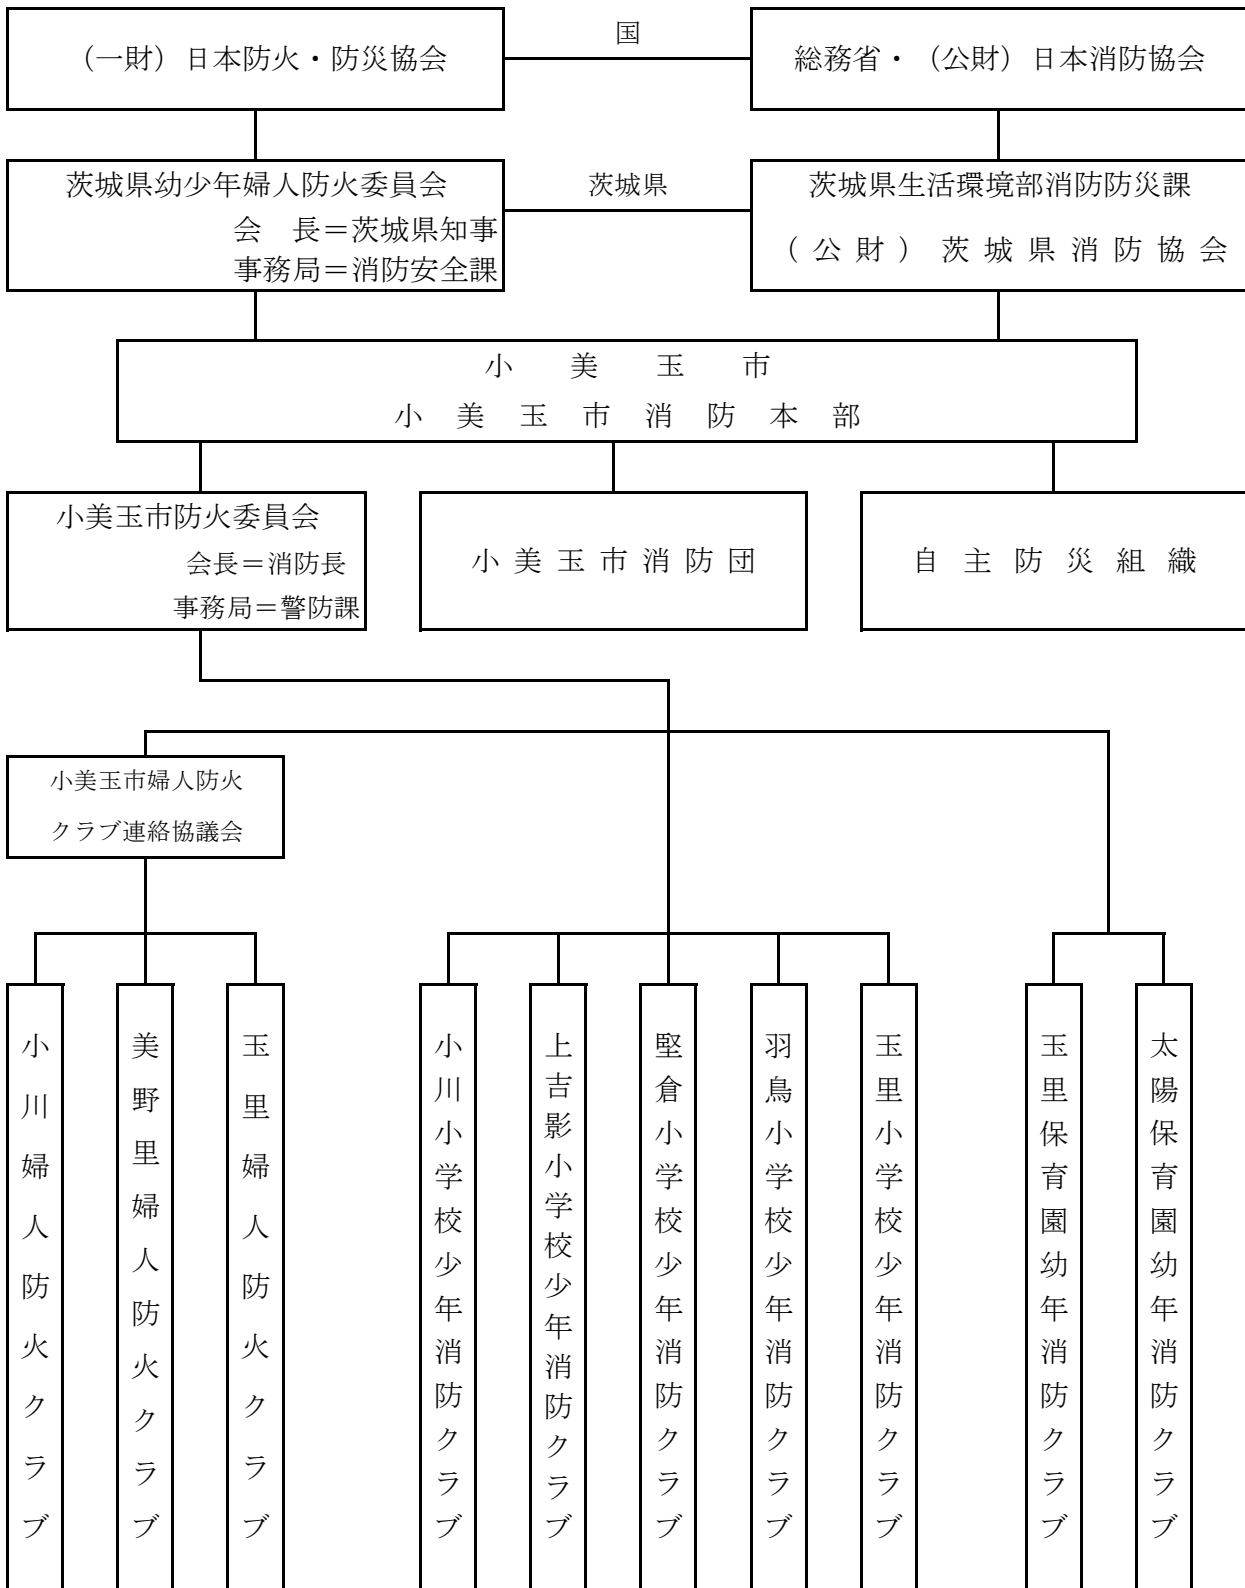 (一財)日本防火・防災協会
国
総務省・(公財)日本消防協会
茨城県幼少年婦人防火委員会
会 長=茨城県知事
事務局=消防安全課
茨城県
茨城県生活環境部消防防災課
(公財)茨城県消防協会
小美玉市
小美玉市消防本部
小美玉市防火委員会
会長=消防長
事務局=警防課
小美玉市消防団
自主防災組織
小美玉市婦人防火
クラブ連絡協議会
小川婦人防火クラブ
美野里婦人防火クラブ
玉里婦人防火クラブ
小川小学校少年消防クラブ
上吉影小学校少年消防クラブ
堅倉小学校少年消防クラブ
羽鳥小学校少年消防クラブ
玉里小学校少年消防クラブ
玉里保育園幼年消防クラブ
太陽保育園幼年消防クラブ